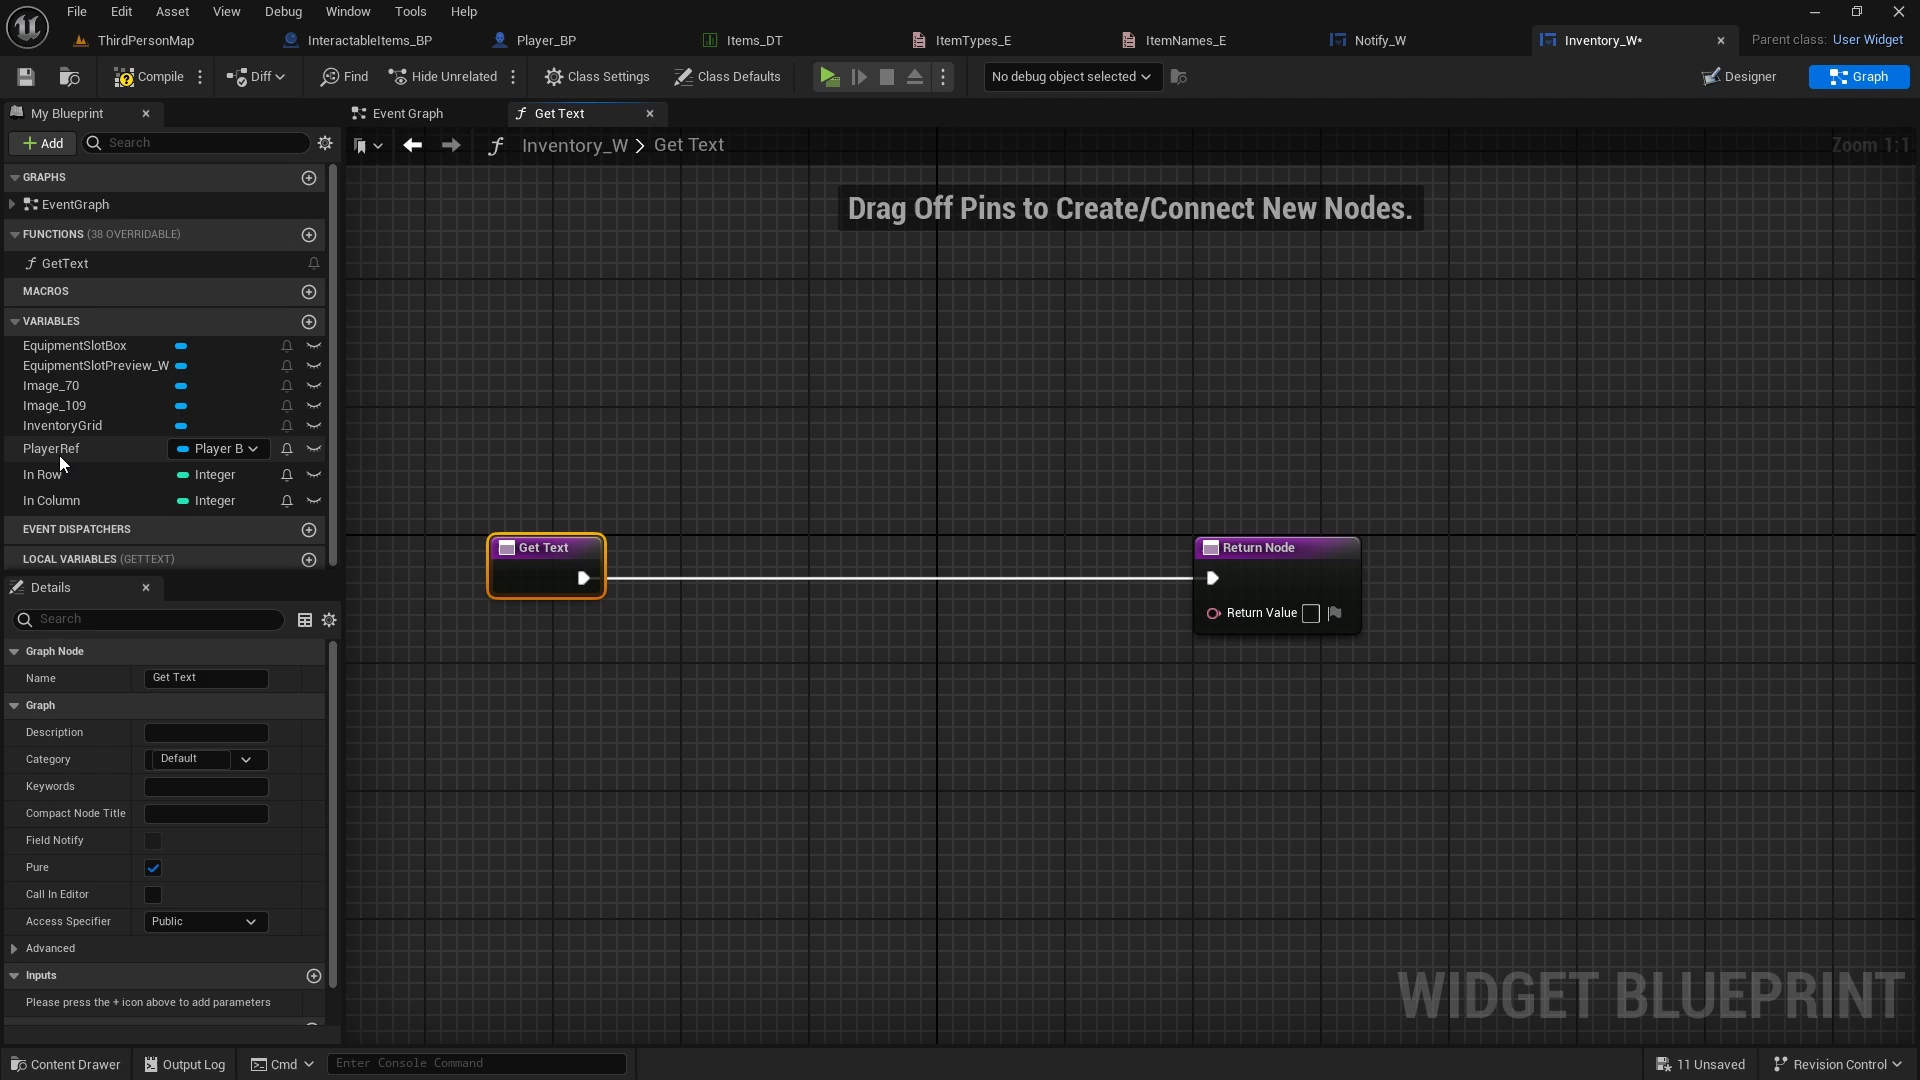 File Edit Asset View Debug Window Tools Help
ThirdPersonMap InteractableItems_BP Player_BP Items_DT ItemTypes_E ItemNames_E Notify_W Inventory_W* Parent class: User Widget
Compile Diff Find Hide Unrelated Class Settings Class Defaults No debug object selected Designer Graph
My Blueprint Event Graph Get Text
Add Search Inventory_W > Get Text Zoom 1:1
GRAPHS
EventGraph
Drag Off Pins to Create/Connect New Nodes.
FUNCTIONS (38 OVERRIDABLE)
GetText
MACROS
VARIABLES
EquipmentSlotBox
EquipmentSlotPreview_W
Image_70
Image_109
InventoryGrid
PlayerRef Player B
In Row Integer
In Column Integer
EVENT DISPATCHERS
LOCAL VARIABLES (GETTEXT)
Get Text
Return Node
Return Value
Details
Search
Graph Node
Name Get Text
Graph
Description
Category Default
Keywords
Compact Node Title
Field Notify
Pure
Call In Editor
Access Specifier Public
Advanced
Inputs
Please press the + icon above to add parameters
WIDGET BLUEPRINT
Content Drawer Output Log Cmd Enter Console Command 11 Unsaved Revision Control